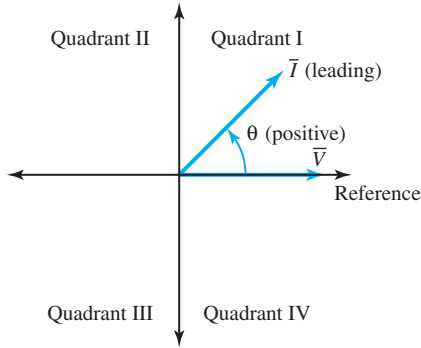 Quadrant II
Quadrant I
I̅ (leading)
θ (positive)
V̅
Reference
Quadrant III
Quadrant IV